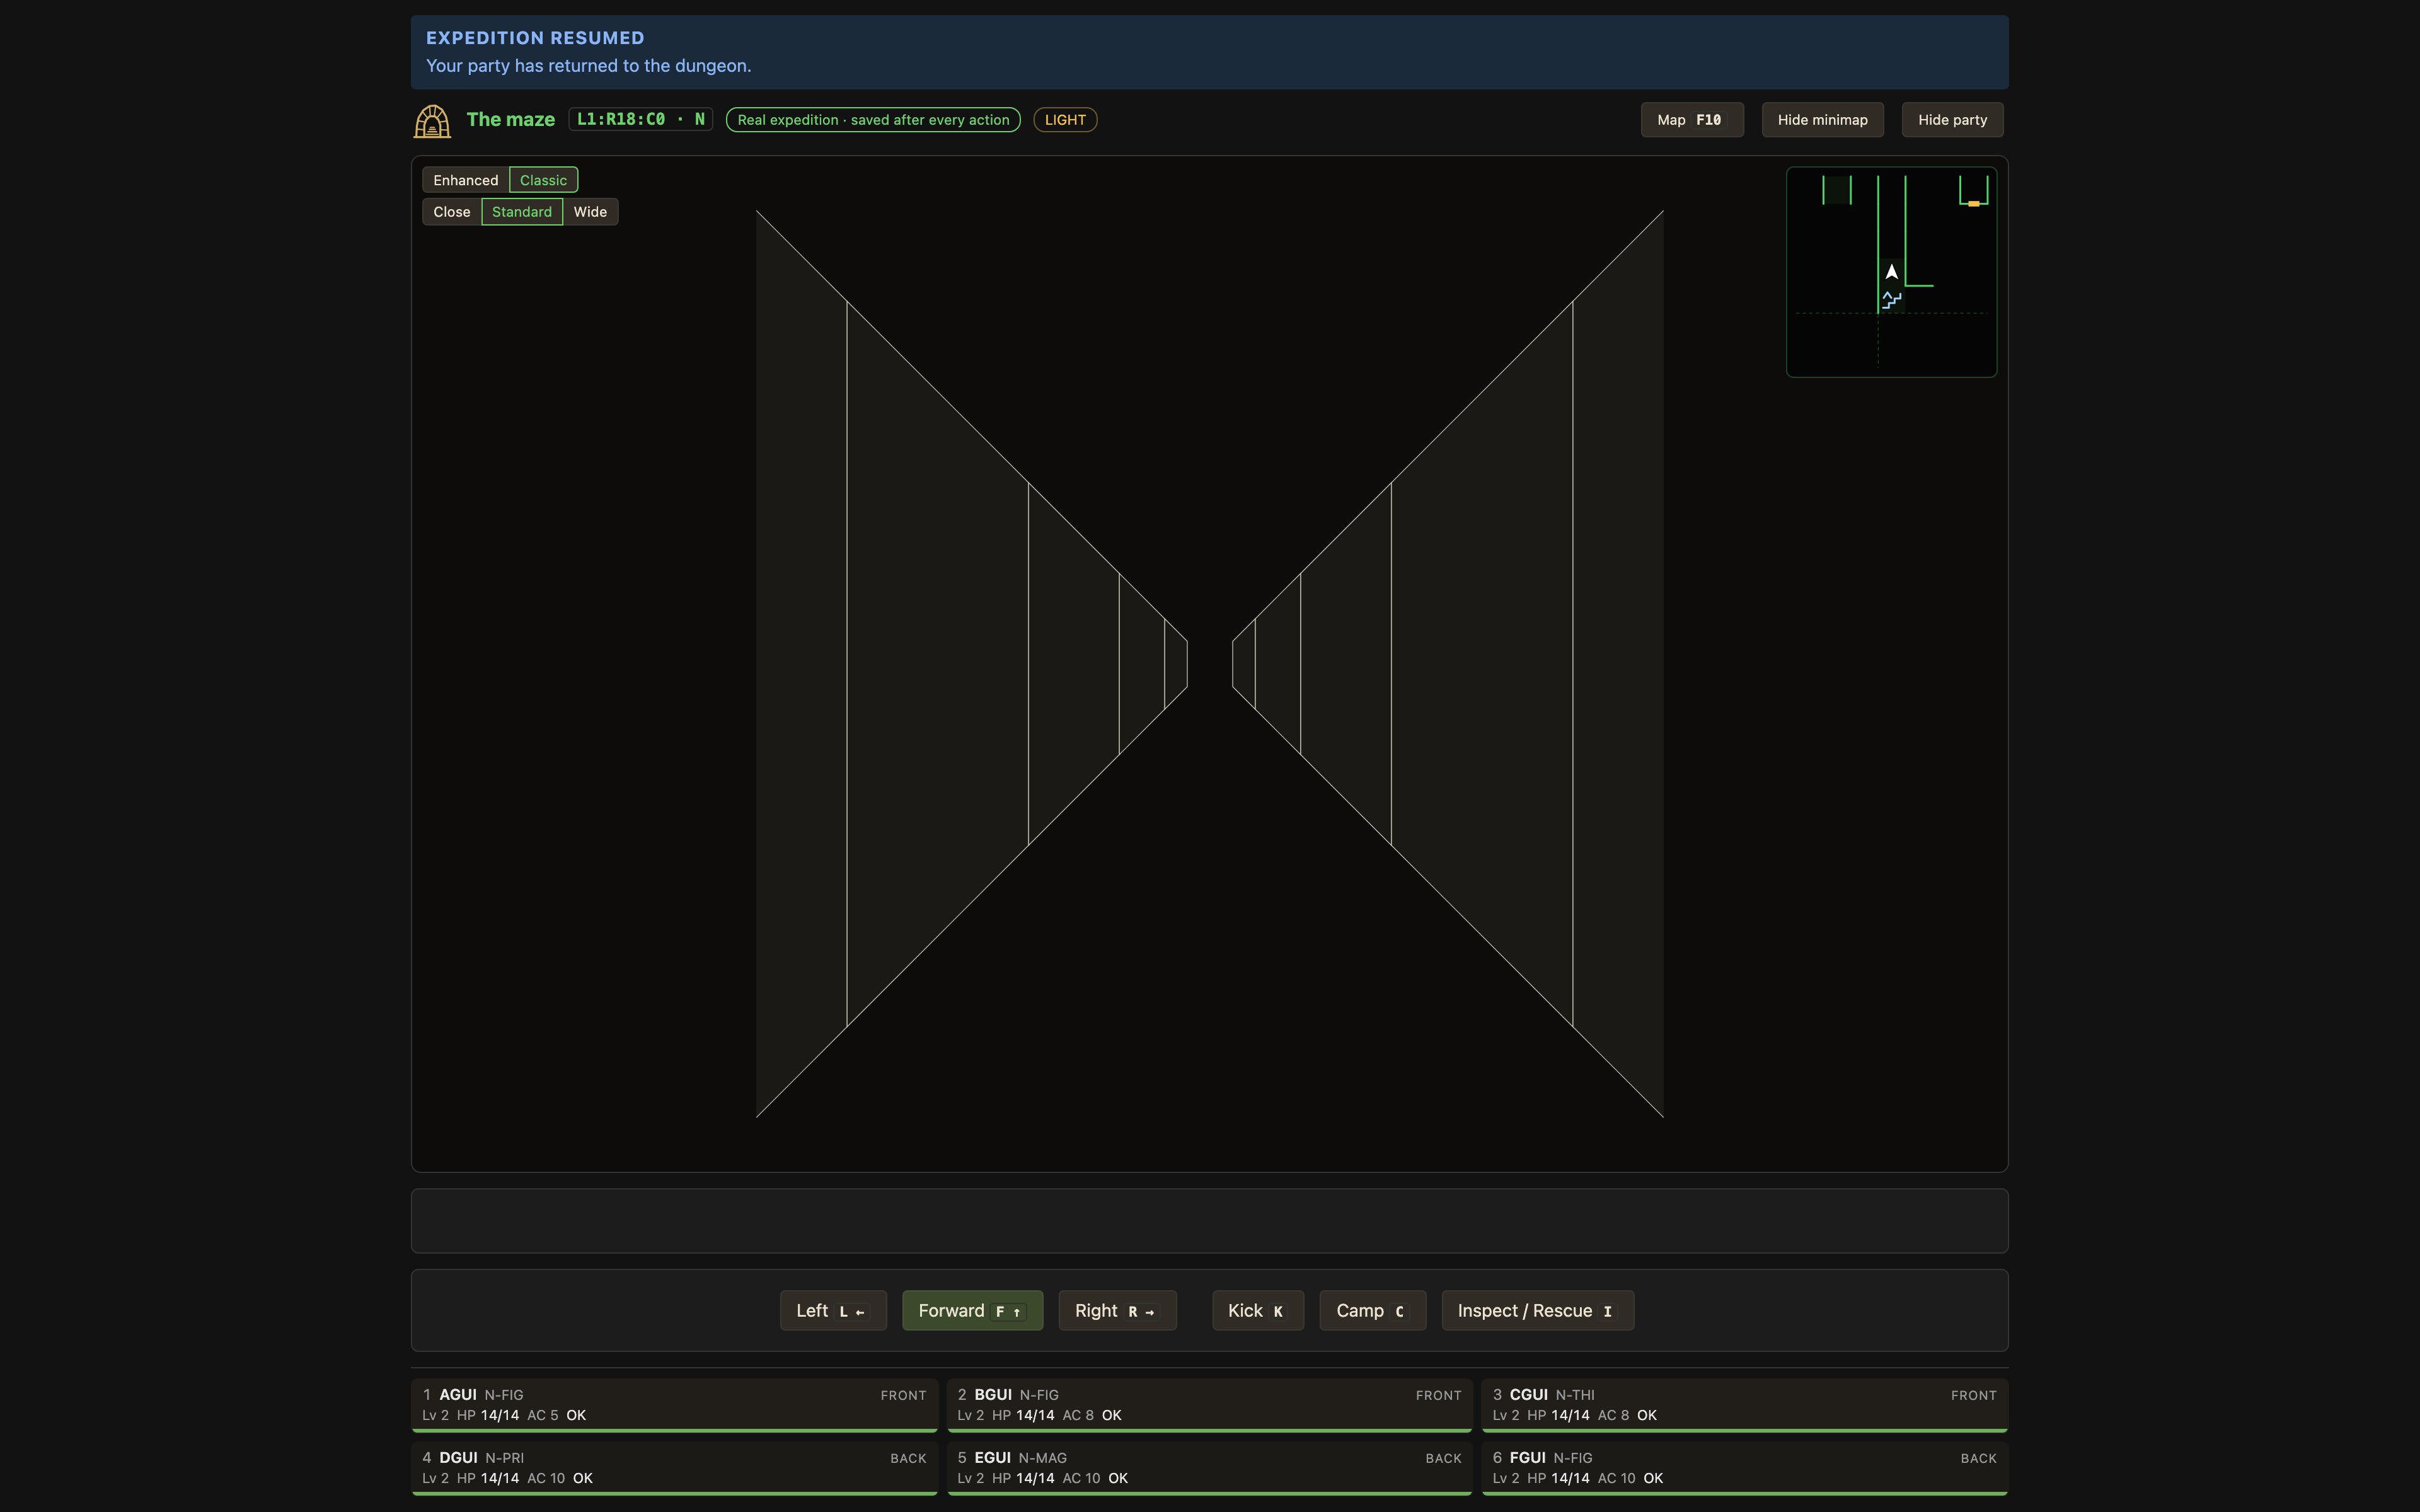 EXPEDITION RESUMED
Your party has returned to the dungeon.
The maze L1:R18:C0 · N Real expedition · saved after every action LIGHT Map F10 Hide minimap Hide party
Enhanced Classic
Close Standard Wide
Left L ← Forward F ↑ Right R → Kick K Camp C Inspect / Rescue I
1 AGUI N-FIG FRONT
Lv 2 HP 14/14 AC 5 OK
2 BGUI N-FIG FRONT
Lv 2 HP 14/14 AC 8 OK
3 CGUI N-THI FRONT
Lv 2 HP 14/14 AC 8 OK
4 DGUI N-PRI BACK
Lv 2 HP 14/14 AC 10 OK
5 EGUI N-MAG BACK
Lv 2 HP 14/14 AC 10 OK
6 FGUI N-FIG BACK
Lv 2 HP 14/14 AC 10 OK